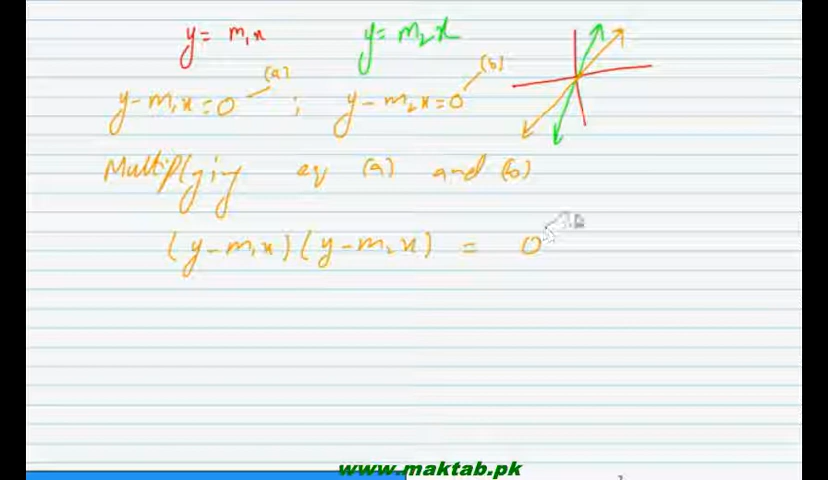 y = m₁x y = m₂x
y - m₁x = 0 (a) ; y - m₂x = 0 (b)
Multiplying eq (a) and (b)
(y - m₁x)(y - m₂x) = 0
www.maktab.pk